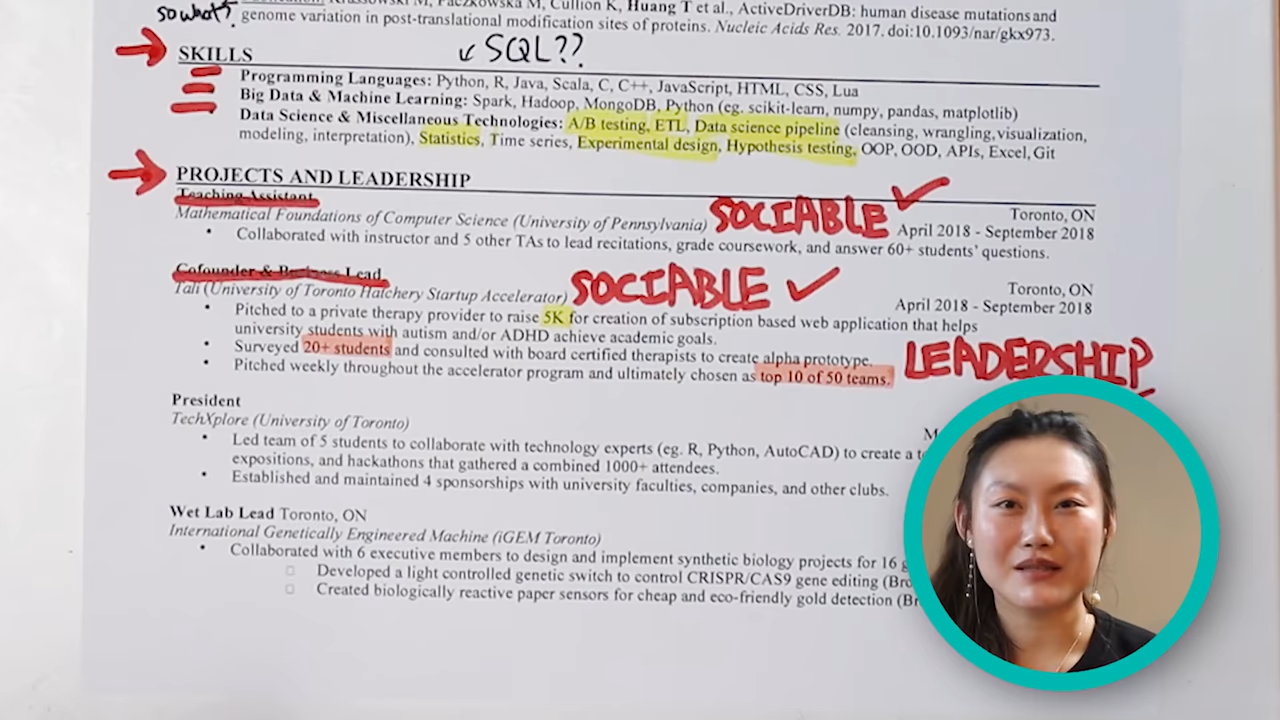 M, Paczkowska M, Cullion K, Huang T et al., ActiveDriverDB: human disease mutations and
so what? genome variation in post-translational modification sites of proteins. Nucleic Acids Res. 2017. doi:10.1093/nar/gkx973.
SKILLS
SQL??
Programming Languages: Python, R, Java, Scala, C, C++, JavaScript, HTML, CSS, Lua
Big Data & Machine Learning: Spark, Hadoop, MongoDB, Python (eg. scikit-learn, numpy, pandas, matplotlib)
Data Science & Miscellaneous Technologies: A/B testing, ETL, Data science pipeline (cleansing, wrangling, visualization,
modeling, interpretation), Statistics, Time series, Experimental design, Hypothesis testing, OOP, OOD, APIs, Excel, Git
PROJECTS AND LEADERSHIP
Teaching Assistant Toronto, ON
Mathematical Foundations of Computer Science (University of Pennsylvania) SOCIABLE April 2018 - September 2018
• Collaborated with instructor and 5 other TAs to lead recitations, grade coursework, and answer 60+ students' questions.
Cofounder & Business Lead Toronto, ON
Tali (University of Toronto Hatchery Startup Accelerator) SOCIABLE April 2018 - September 2018
• Pitched to a private therapy provider to raise 5K for creation of subscription based web application that helps
university students with autism and/or ADHD achieve academic goals.
• Surveyed 20+ students and consulted with board certified therapists to create alpha prototype.
• Pitched weekly throughout the accelerator program and ultimately chosen as top 10 of 50 teams.
LEADERSHIP
President
TechXplore (University of Toronto)
• Led team of 5 students to collaborate with technology experts (eg. R, Python, AutoCAD) to create a
expositions, and hackathons that gathered a combined 1000+ attendees.
• Established and maintained 4 sponsorships with university faculties, companies, and other clubs.
Wet Lab Lead Toronto, ON
International Genetically Engineered Machine (iGEM Toronto)
• Collaborated with 6 executive members to design and implement synthetic biology projects for 16
Developed a light controlled genetic switch to control CRISPR/CAS9 gene editing
Created biologically reactive paper sensors for cheap and eco-friendly gold detection